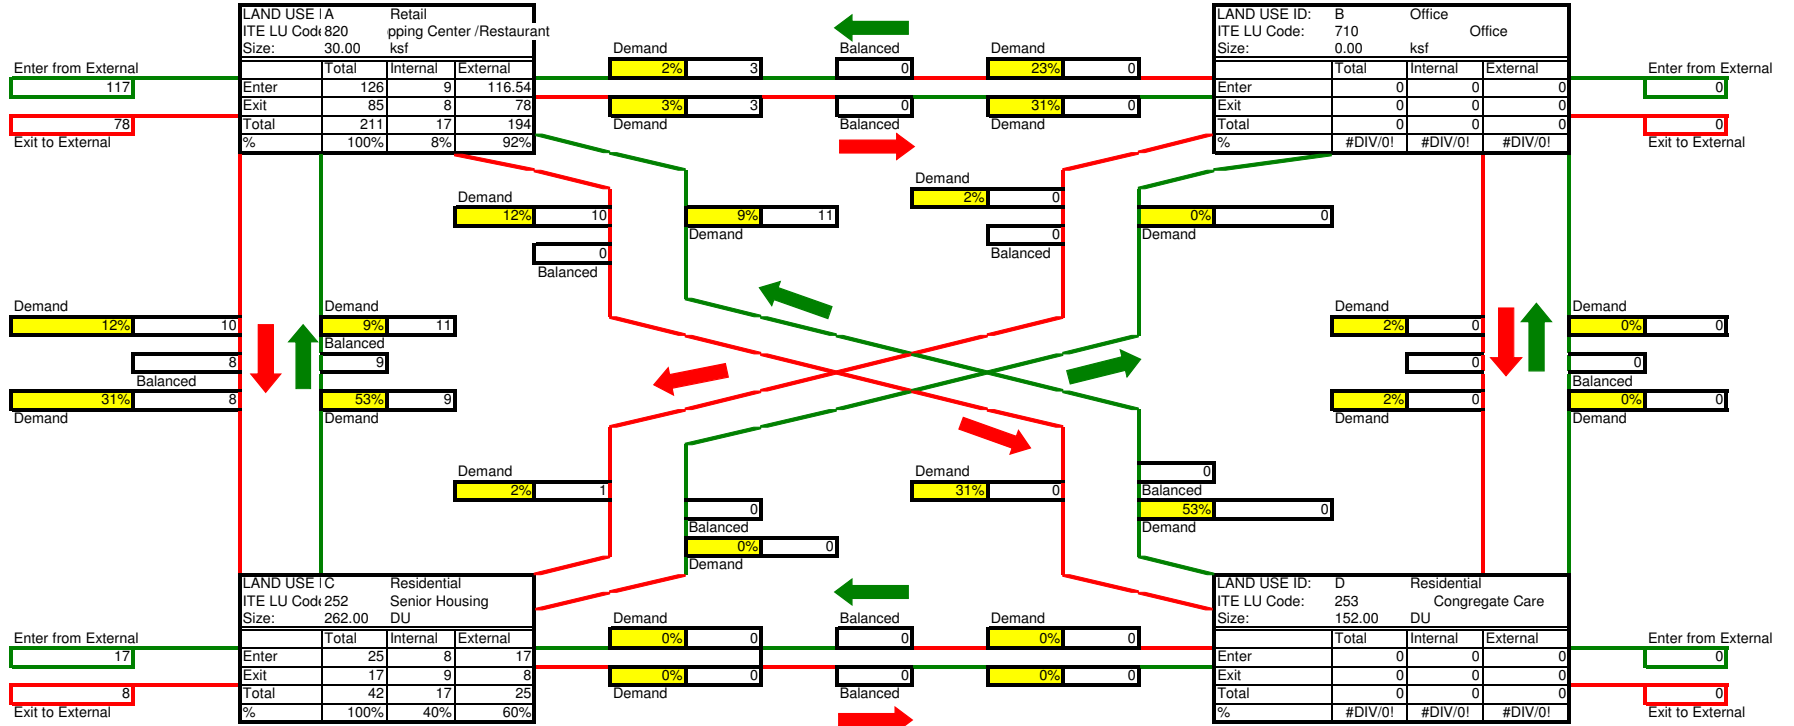 LAND USE I A Retail
ITE LU Code 820 pping Center /Restaurant
Size: 30.00 ksf
Total Internal External
Enter 126 9 116.54
Exit 85 8 78
Total 211 17 194
% 100% 8% 92%
Enter from External
117
78
Exit to External
Demand Balanced Demand
2% 3 0 23% 0
3% 3 0 31% 0
Demand Balanced Demand
LAND USE ID: B Office
ITE LU Code: 710 Office
Size: 0.00 ksf
Total Internal External
Enter 0 0 0
Exit 0 0 0
Total 0 0 0
% #DIV/0! #DIV/0! #DIV/0!
Enter from External
0
0
Exit to External
Demand
12% 10
0
Balanced
9% 11
Demand
Demand
2% 0
0
Balanced
0% 0
Demand
Demand
12% 10
8
Balanced
31% 8
Demand
Demand
9% 11
Balanced
9
53% 9
Demand
Demand
2% 0
0
2% 0
Demand
Demand
0% 0
0
Balanced
0% 0
Demand
Demand
2% 1
0
Balanced
0% 0
Demand
Demand
31% 0
0
Balanced
53% 0
Demand
LAND USE I C Residential
ITE LU Code 252 Senior Housing
Size: 262.00 DU
Total Internal External
Enter 25 8 17
Exit 17 9 8
Total 42 17 25
% 100% 40% 60%
Enter from External
17
8
Exit to External
Demand Balanced Demand
0% 0 0 0% 0
0% 0 0 0% 0
Demand Balanced
LAND USE ID: D Residential
ITE LU Code: 253 Congregate Care
Size: 152.00 DU
Total Internal External
Enter 0 0 0
Exit 0 0 0
Total 0 0 0
% #DIV/0! #DIV/0! #DIV/0!
Enter from External
0
0
Exit to External